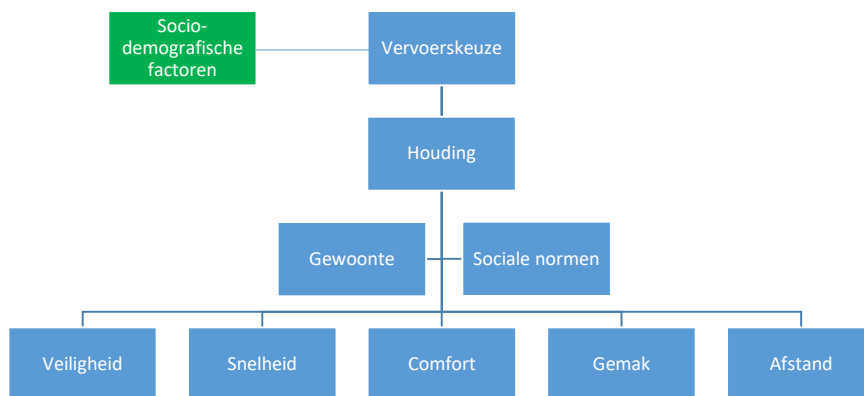 Socio-
demografische
factoren
Vervoerskeuze
Houding
Gewoonte
Sociale normen
Veiligheid
Snelheid
Comfort
Gemak
Afstand